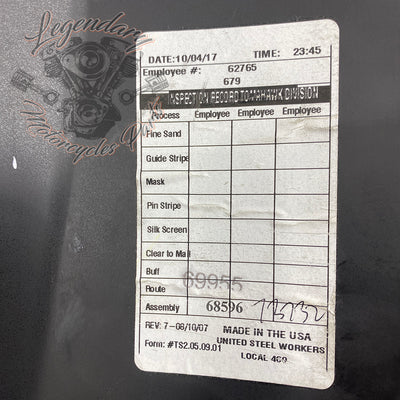 Legendary
Motorcycles Parts
DATE:10/04/17 TIME: 23:45
Employee #: 62765
679
INSPECTION RECORD TOMAHAWK DIVISION
Process Employee Employee Employee
Fine Sand
Guide Stripe
Mask
Pin Stripe
Silk Screen
Clear to Mail
Buff
69955
Route
Assembly 68596
REV: 7-08/10/07 MADE IN THE USA
Form: #TS2.05.09.01 UNITED STEEL WORKERS
LOCAL 460